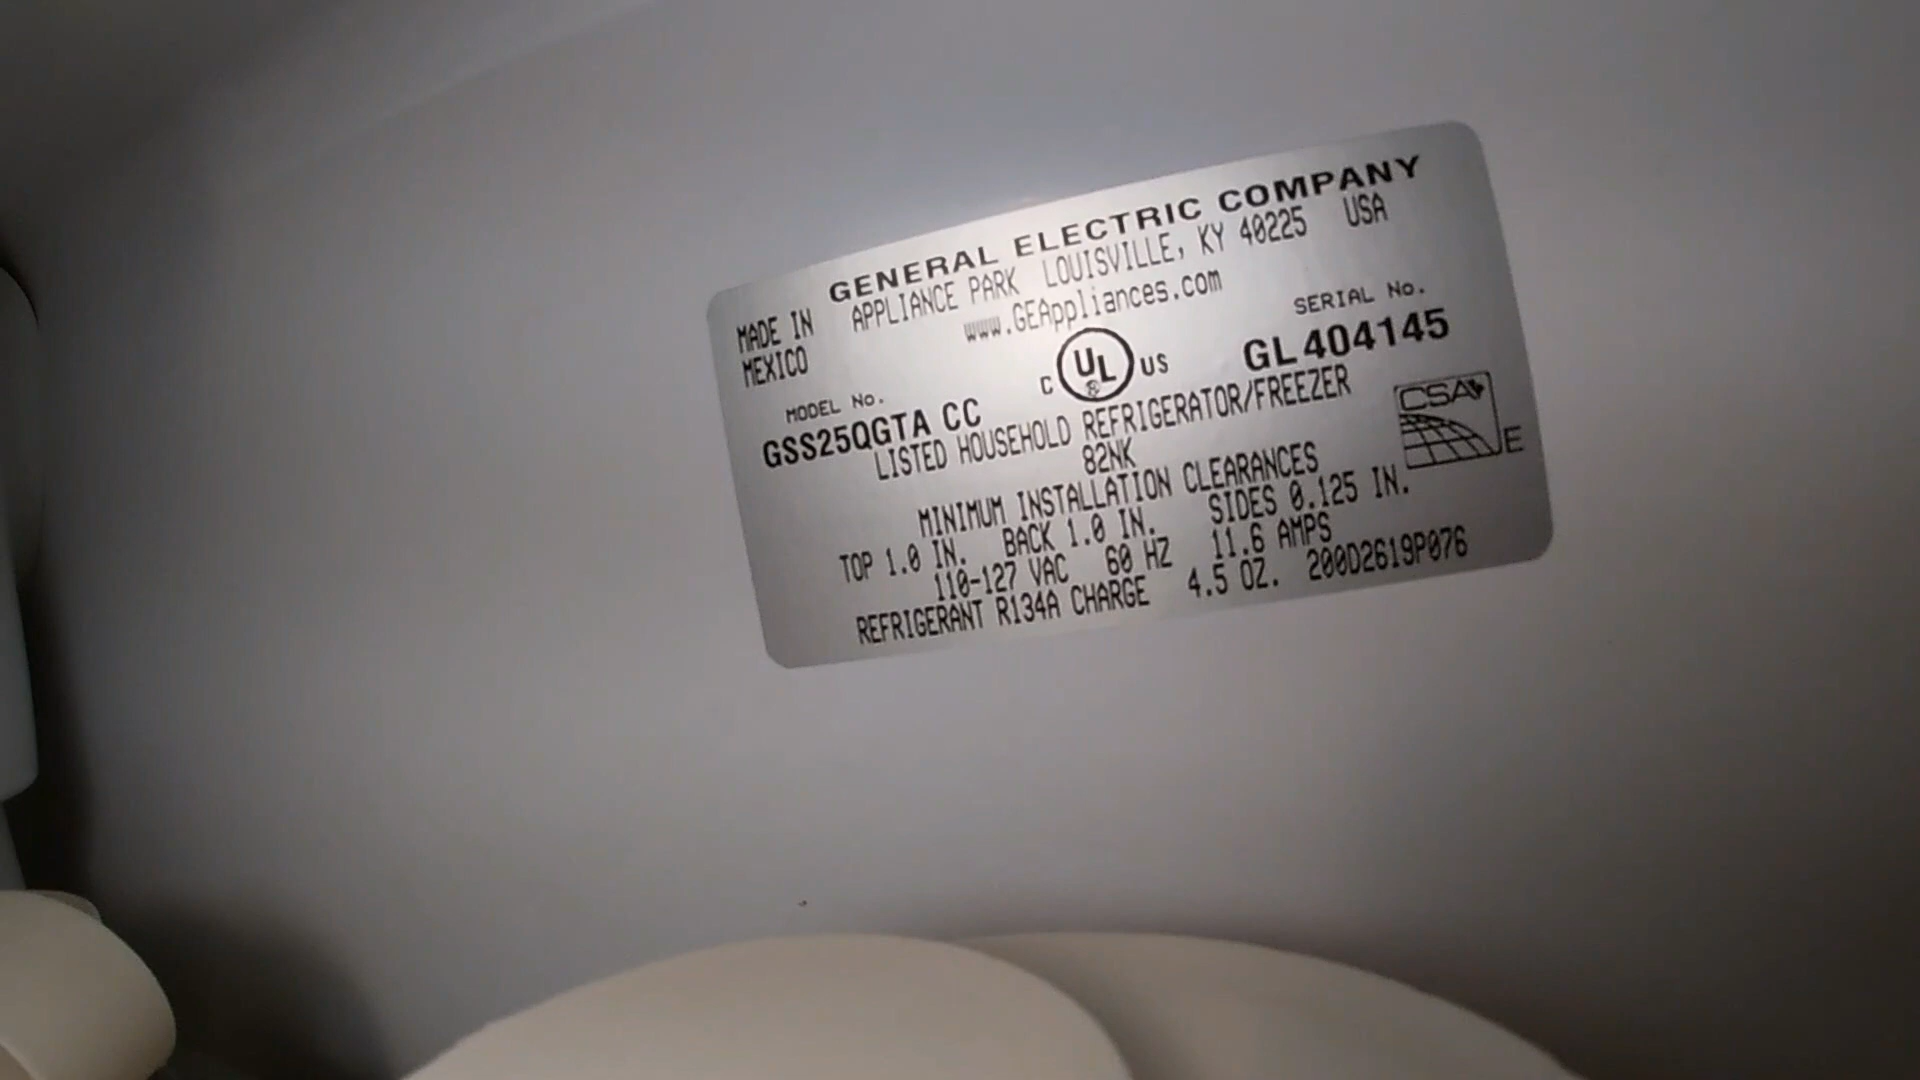 GENERAL ELECTRIC COMPANY
APPLIANCE PARK LOUISVILLE, KY 40225 USA
www.GEAppliances.com
MADE IN
MEXICO
MODEL No.
GSS25QGTA CC
C UL US
®
SERIAL No.
GL404145
LISTED HOUSEHOLD REFRIGERATOR/FREEZER
82NK
CSA E
MINIMUM INSTALLATION CLEARANCES
TOP 1.0 IN. BACK 1.0 IN. SIDES 0.125 IN.
110-127 VAC 60 HZ 11.6 AMPS
REFRIGERANT R134A CHARGE 4.5 OZ. 200D2619P076